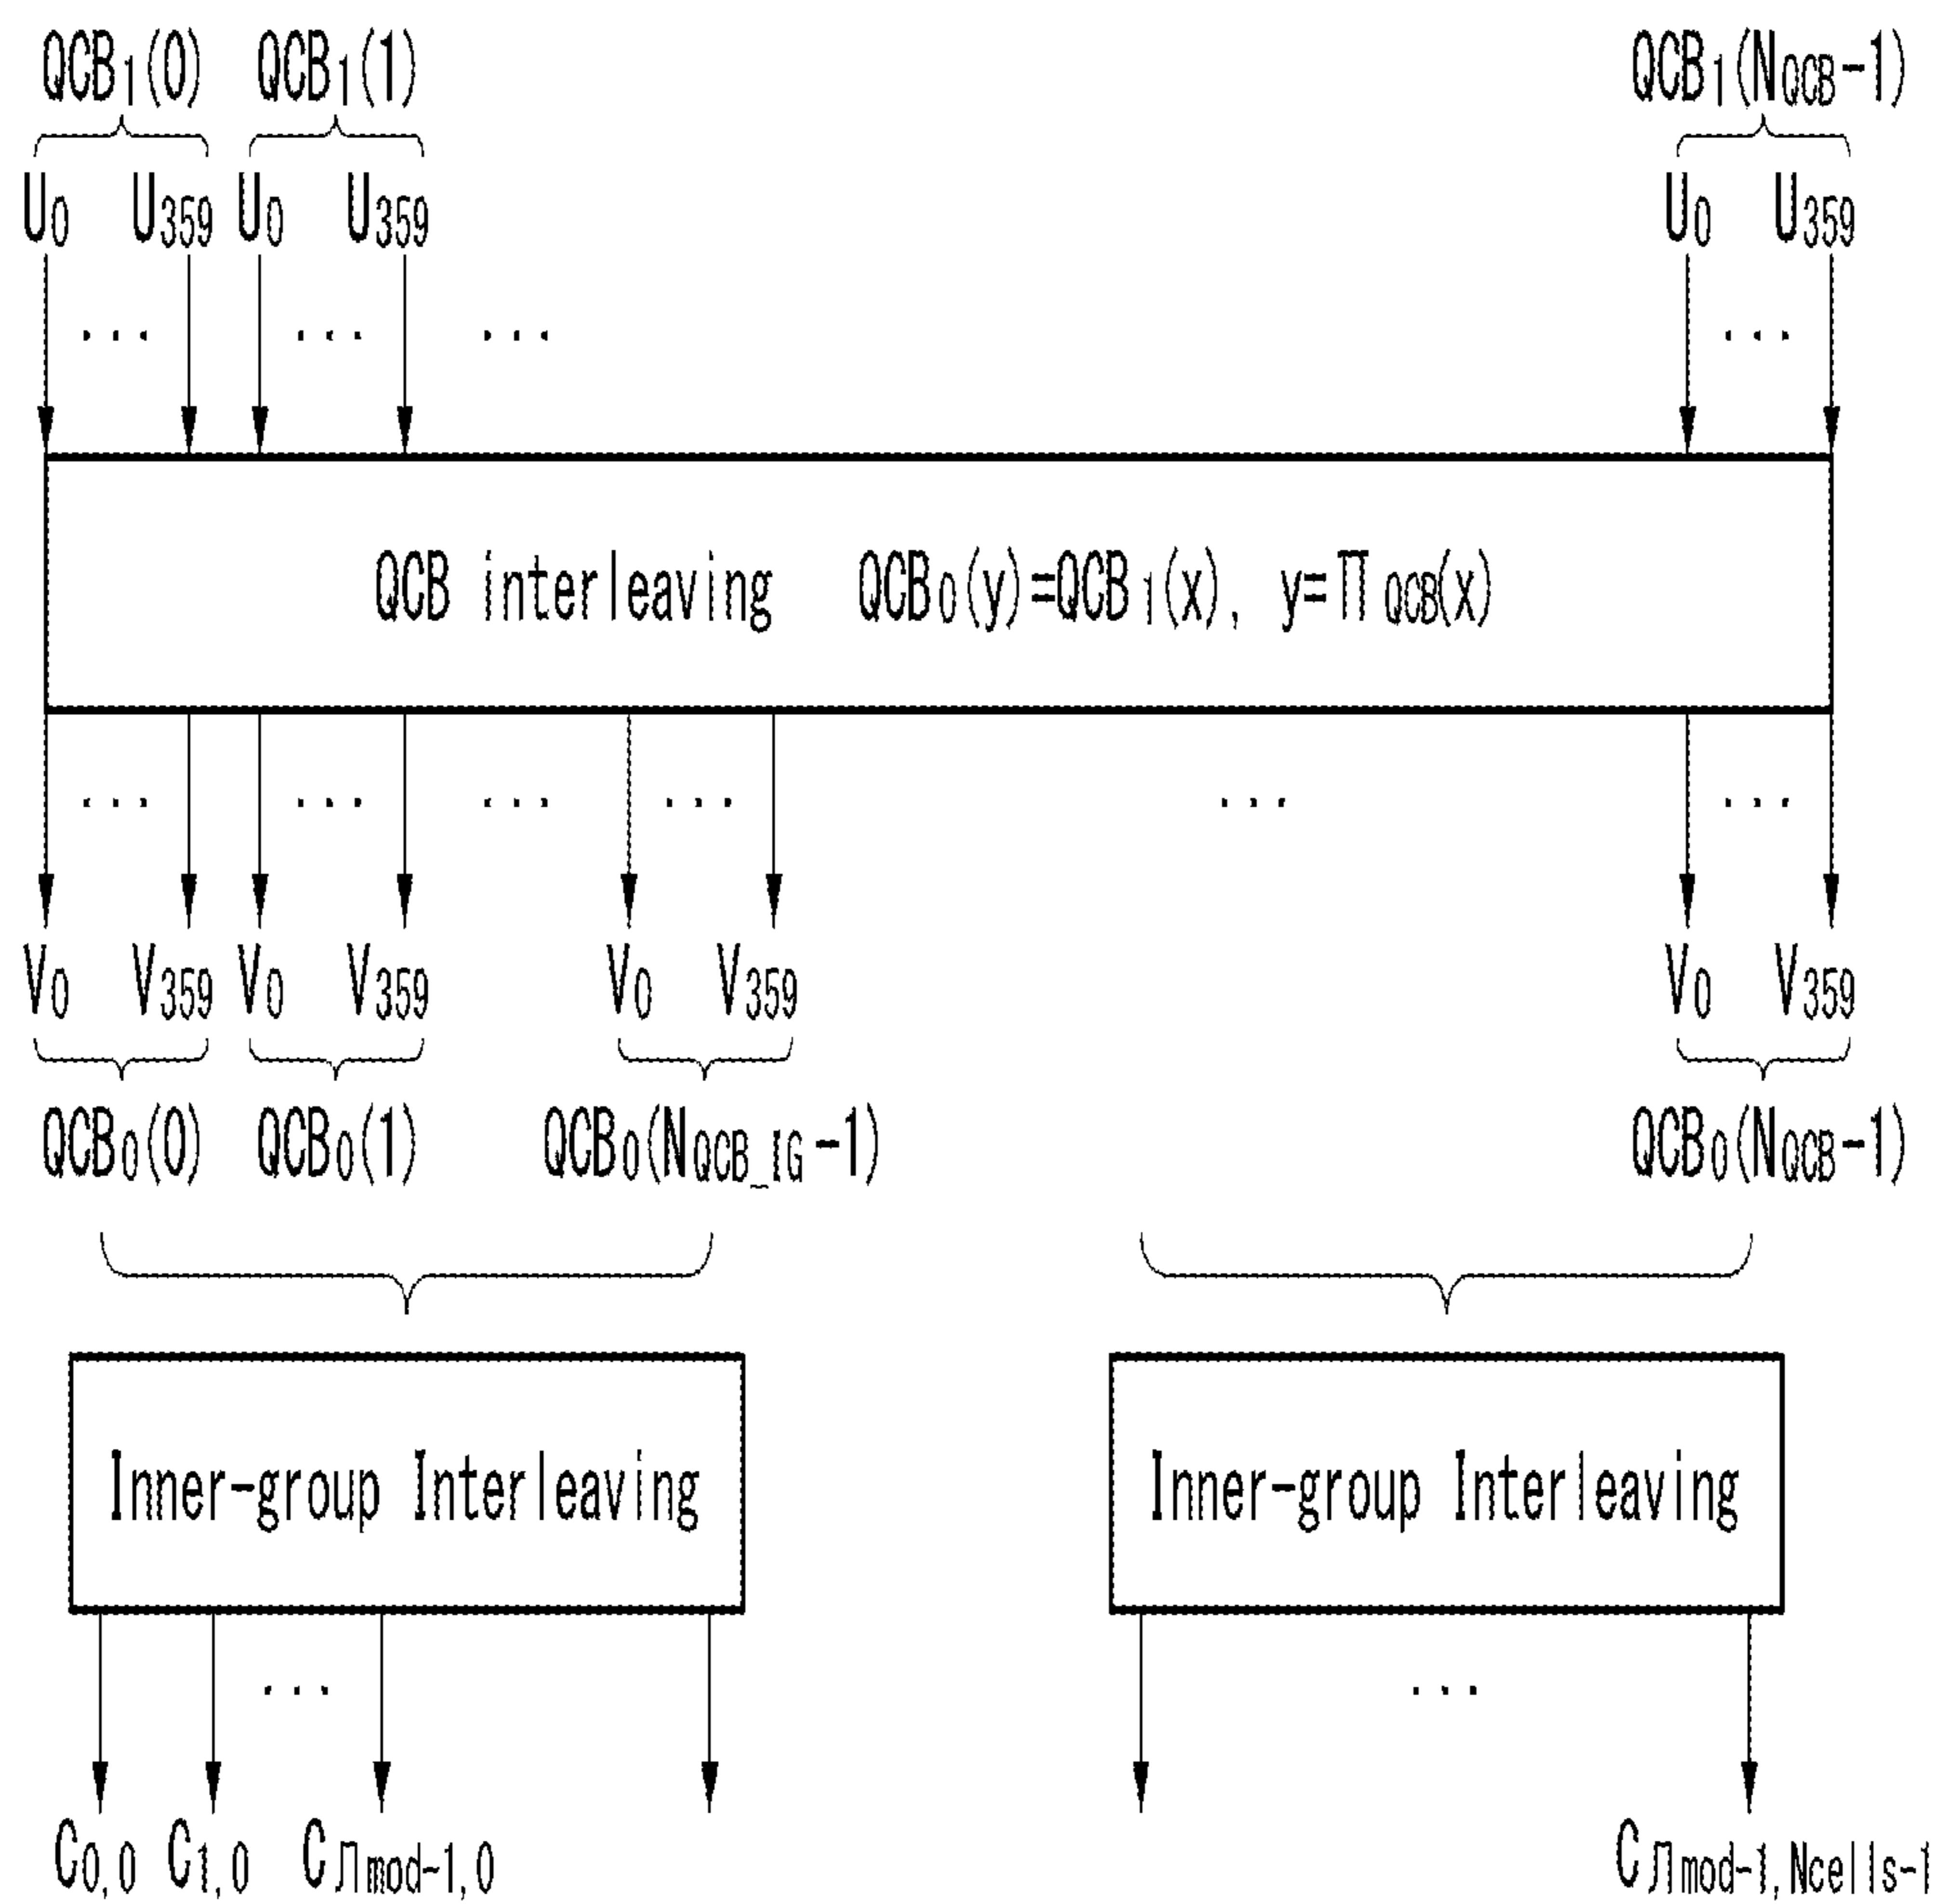 QCB1(0) QCB1(1) QCB1(NQCB-1)
U0 U359 U0 U359 U0 U359
... ... ... ...
QCB interleaving QCB0(y)=QCB1(x), y=ΠQCB(x)
... ... ... ... ... ...
V0 V359 V0 V359 V0 V359 V0 V359
QCB0(0) QCB0(1) QCB0(NQCB_IG-1) QCB0(NQCB-1)
Inner-group Interleaving Inner-group Interleaving
... ...
C0,0 C1,0 CЛmod-1,0 CЛmod-1,Ncells-1